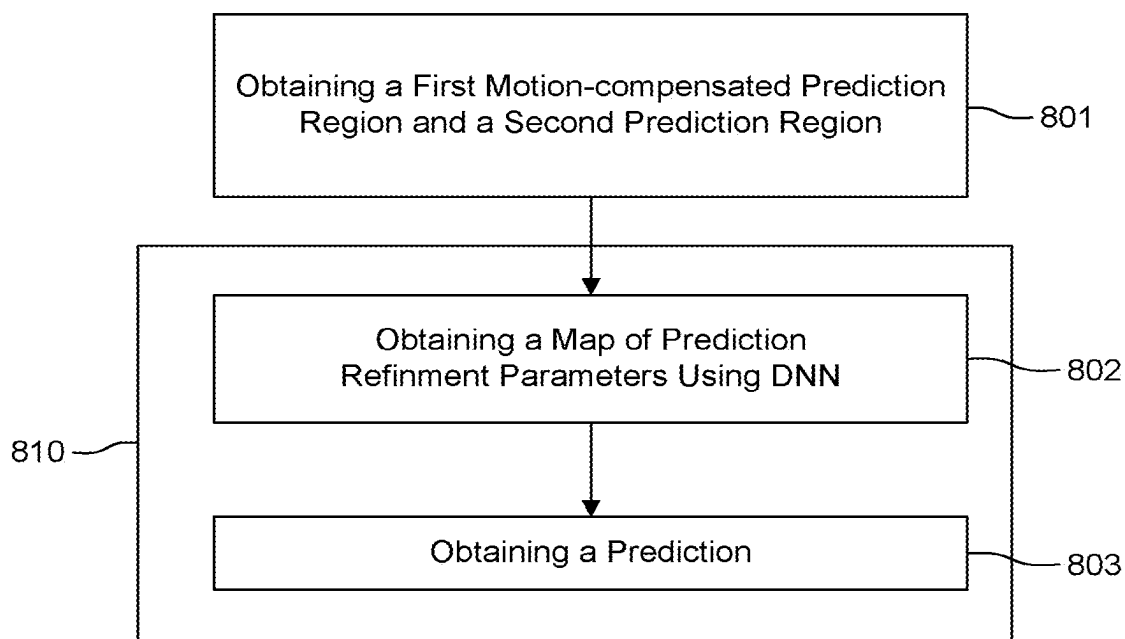 Obtaining a First Motion-compensated Prediction
Region and a Second Prediction Region
801
Obtaining a Map of Prediction
Refinment Parameters Using DNN
802
810
Obtaining a Prediction
803